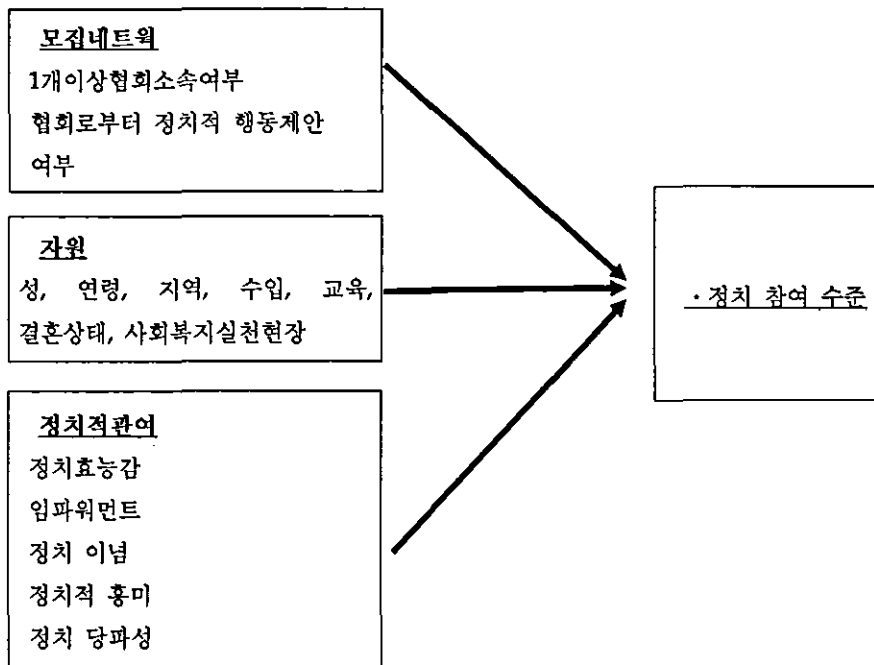 모집네트웍
1개이상협회소속여부
협회로부터 정치적 행동제안
여부
자원
성, 연령, 지역, 수입, 교육,
결혼상태, 사회복지실천현장
· 정치 참여 수준
정치적관여
정치효능감
임파워먼트
정치 이념
정치적 흥미
정치 당파성